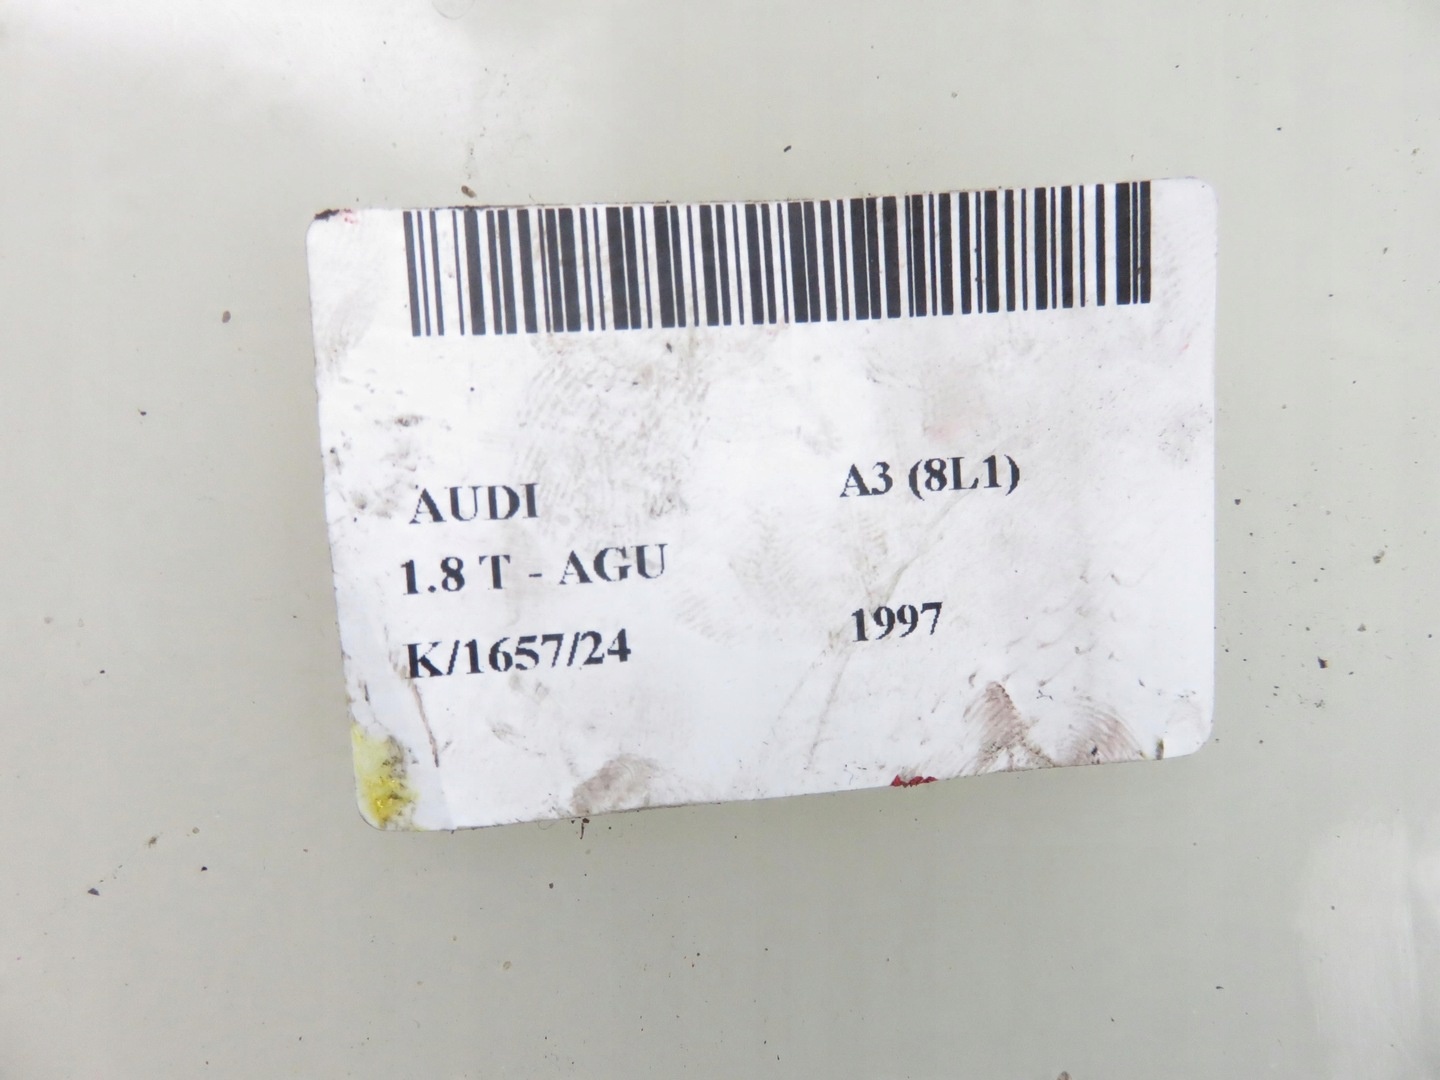 AUDI A3 (8L1)
1.8 T - AGU
K/1657/24 1997